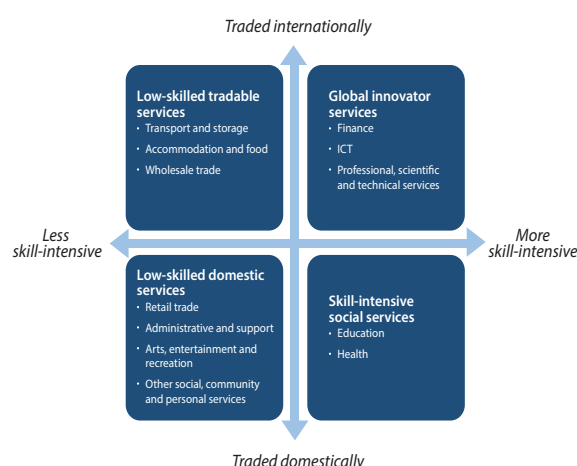 Traded internationally
Low-skilled tradable
services
• Transport and storage
• Accommodation and food
• Wholesale trade
Global innovator
services
• Finance
• ICT
• Professional, scientific
and technical services
Less
skill-intensive
More
skill-intensive
Low-skilled domestic
services
• Retail trade
• Administrative and support
• Arts, entertainment and
recreation
• Other social, community
and personal services
Skill-intensive
social services
• Education
• Health
Traded domestically